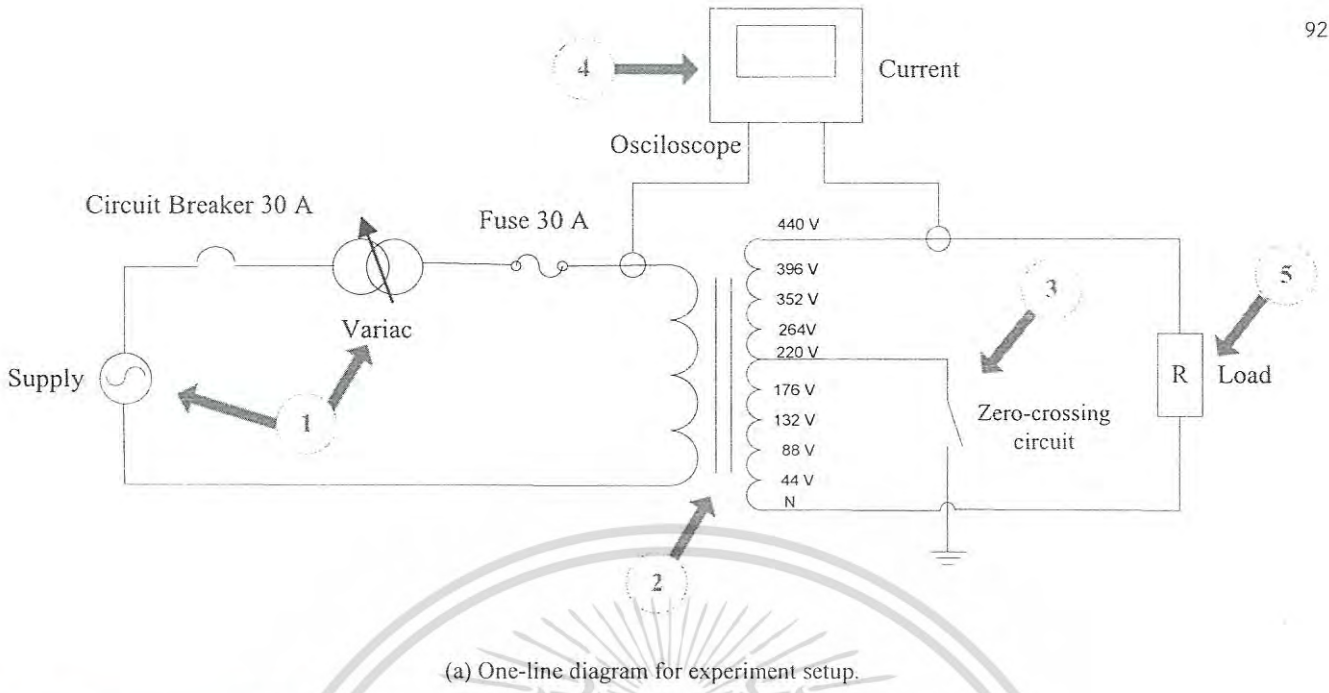 92
4
Current
Osciloscope
Circuit Breaker 30 A
Fuse 30 A
440 V
396 V
352 V
264V
220 V
176 V
132 V
88 V
44 V
N
3
5
Variac
Supply
1
R
Load
Zero-crossing
circuit
2
(a) One-line diagram for experiment setup.